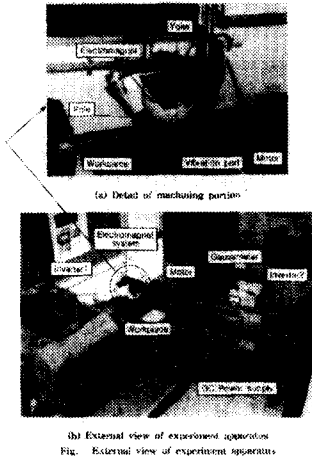 Yoke
Electromagnet
Pole
Workpiece
Vibration part
Motor
(a) Detail of machining portion
Electromagnet
system
Inverter1
Motor
Gaussmeter
Inverter2
Workpiece
DC Power supply
(b) External view of experiment apparatus
Fig. External view of experiment apparatus